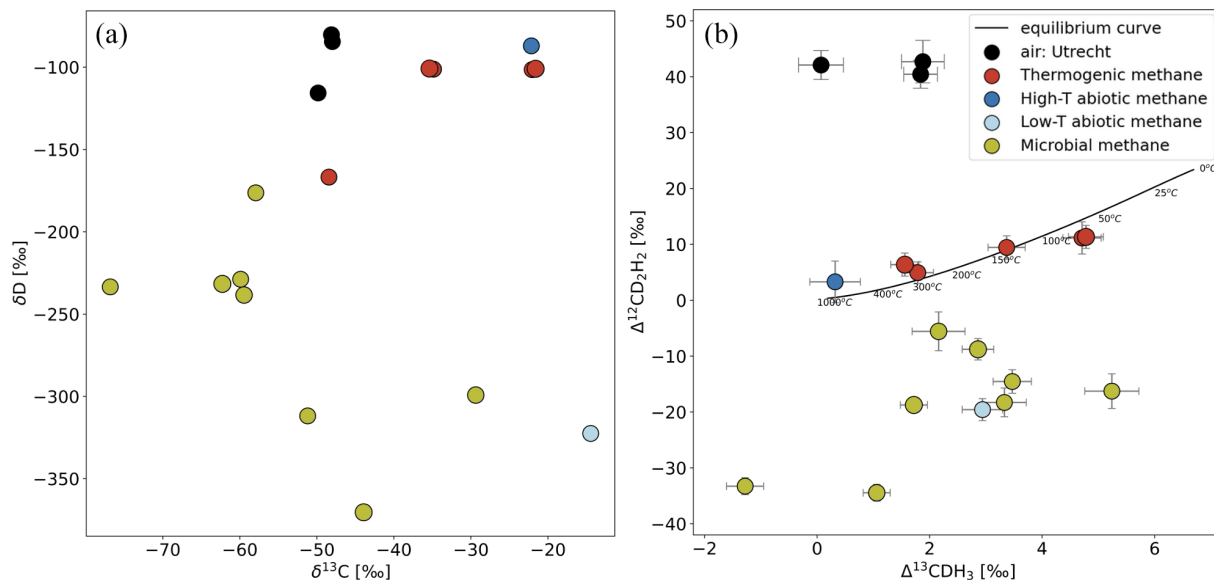 (a)
−100
−150
−200
−250
−300
−350
δD [‰]
−70 −60 −50 −40 −30 −20
δ¹³C [‰]
(b)
equilibrium curve
air: Utrecht
Thermogenic methane
High-T abiotic methane
Low-T abiotic methane
Microbial methane
50
40
30
20
10
0
−10
−20
−30
−40
Δ¹²CD₂H₂ [‰]
0°C
25°C
50°C
100°C
150°C
200°C
300°C
400°C
1000°C
−2 0 2 4 6
Δ¹³CDH₃ [‰]